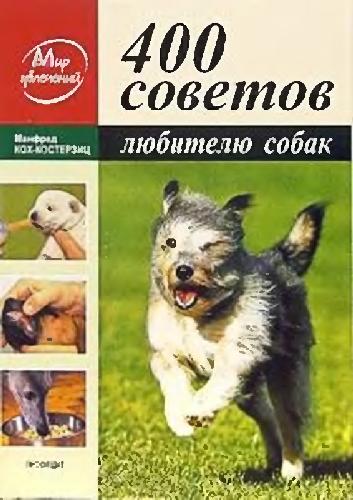 Мир
увлечений
400
советов
Манфред
КОХ-КОСТЕРЗИЦ
любителю собак